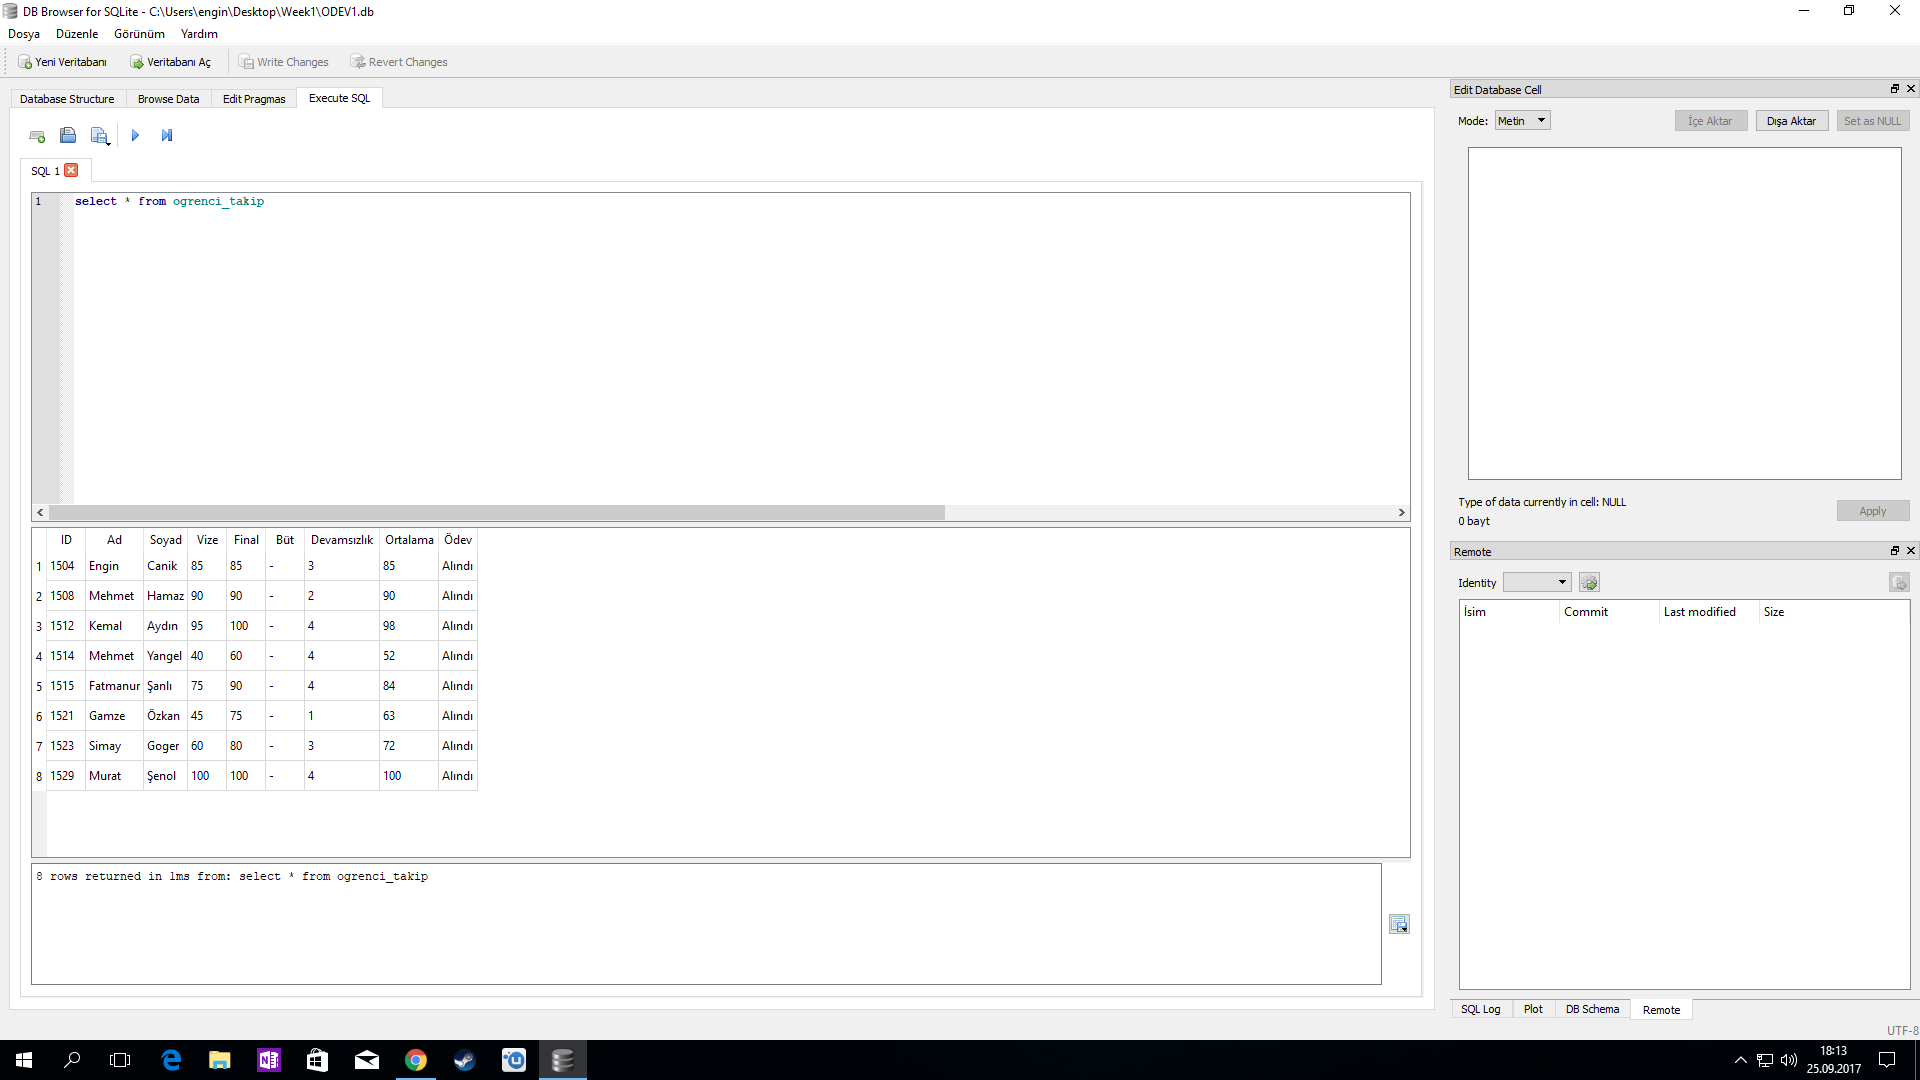 DB Browser for SQLite - C:\Users\engin\Desktop\Week1\ODEV1.db
Dosya Düzenle Görünüm Yardım
Yeni Veritabanı Veritabanı Aç Write Changes Revert Changes
Database Structure Browse Data Edit Pragmas Execute SQL
SQL 1
1 select * from ogrenci_takip
ID Ad Soyad Vize Final Büt Devamsızlık Ortalama Ödev
1 1504 Engin Canik 85 85 - 3 85 Alındı
2 1508 Mehmet Hamaz 90 90 - 2 90 Alındı
3 1512 Kemal Aydın 95 100 - 4 98 Alındı
4 1514 Mehmet Yangel 40 60 - 4 52 Alındı
5 1515 Fatmanur Şanlı 75 90 - 4 84 Alındı
6 1521 Gamze Özkan 45 75 - 1 63 Alındı
7 1523 Simay Goger 60 80 - 3 72 Alındı
8 1529 Murat Şenol 100 100 - 4 100 Alındı
8 rows returned in 1ms from: select * from ogrenci_takip
Edit Database Cell
Mode: Metin İçe Aktar Dışa Aktar Set as NULL
Type of data currently in cell: NULL
0 bayt
Apply
Remote
Identity
İsim Commit Last modified Size
SQL Log Plot DB Schema Remote
UTF-8
18:13
25.09.2017